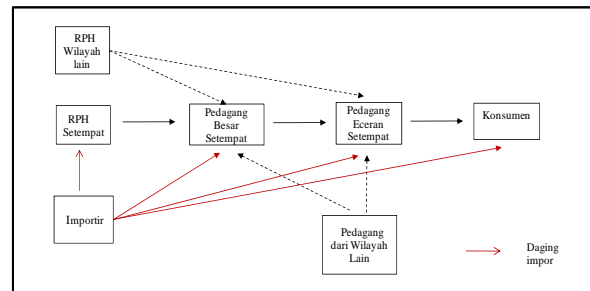 RPH
Wilayah
lain
RPH
Setempat
Pedagang
Besar
Setempat
Pedagang
Eceran
Setempat
Konsumen
Importir
Pedagang
dari Wilayah
Lain
Daging
impor